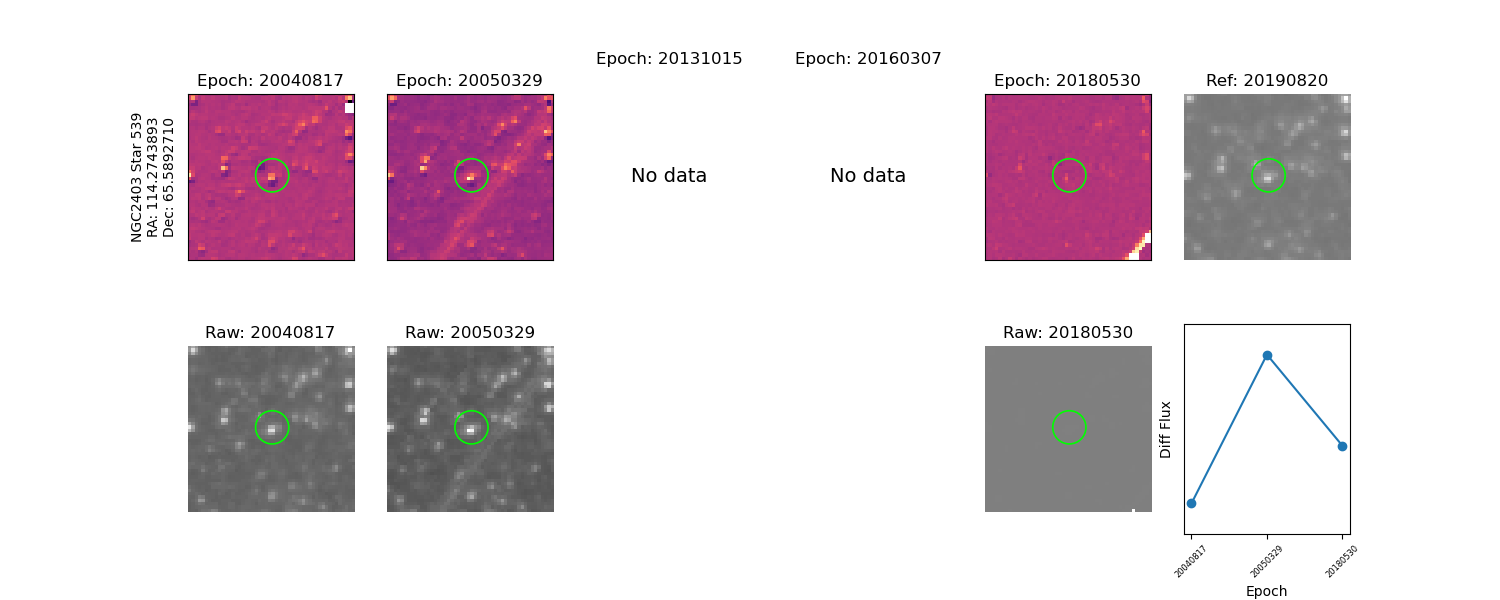 Epoch: 20131015
Epoch: 20160307
Epoch: 20040817
Epoch: 20050329
Epoch: 20180530
Ref: 20190820
NGC2403 Star 539
RA: 114.2743893
Dec: 65.5892710
No data
No data
Raw: 20040817
Raw: 20050329
Raw: 20180530
Diff Flux
20040817
20050329
20180530
Epoch